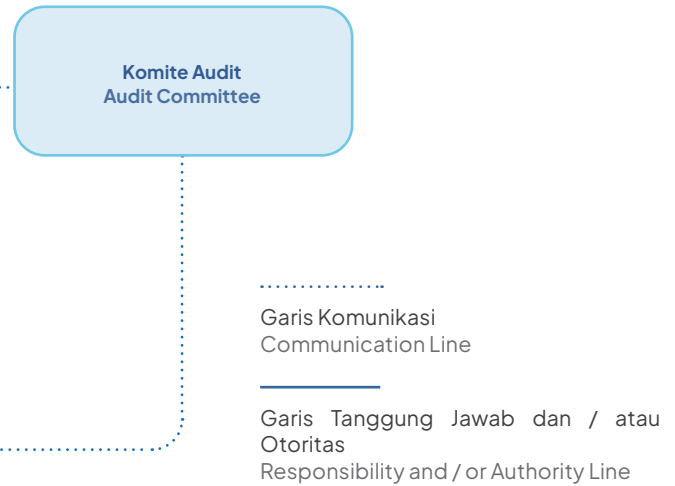 Komite Audit
Audit Committee
Garis Komunikasi
Communication Line
Garis Tanggung Jawab dan / atau
Otoritas
Responsibility and / or Authority Line